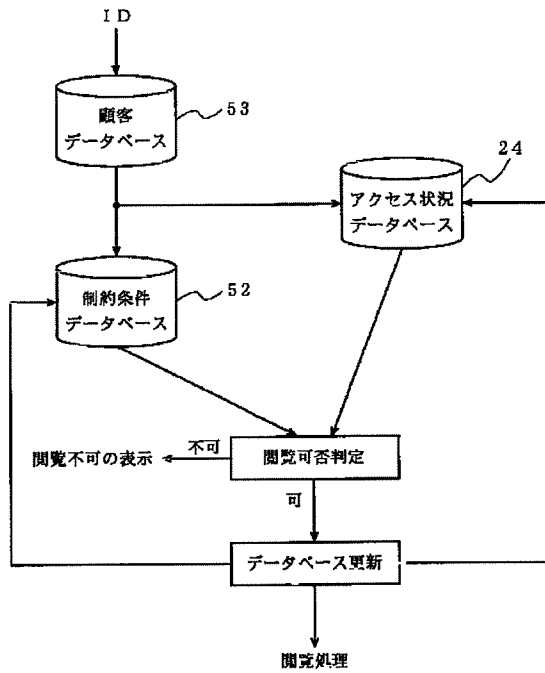 ID
顧客
データベース
53
24
アクセス状況
データベース
制約条件
データベース
52
不可
閲覧不可の表示
閲覧可否判定
可
データベース更新
閲覧処理